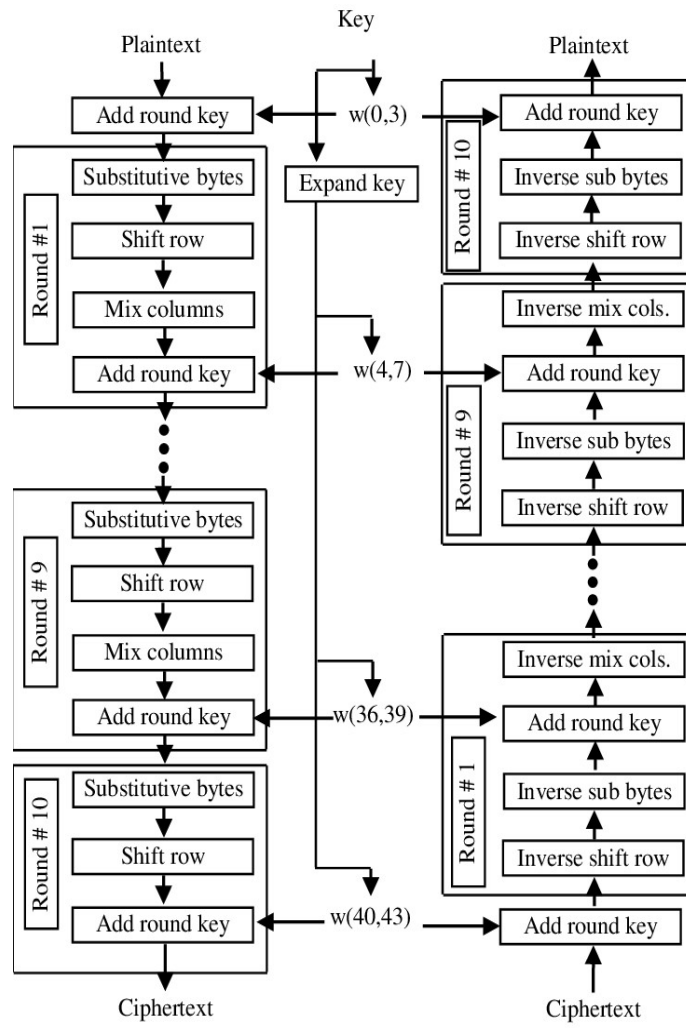 Key
Plaintext
Add round key
Round #1
Substitutive bytes
Shift row
Mix columns
Add round key
Round # 9
Substitutive bytes
Shift row
Mix columns
Add round key
Round # 10
Substitutive bytes
Shift row
Add round key
Ciphertext
w(0,3)
Expand key
w(4,7)
w(36,39)
w(40,43)
Plaintext
Round # 10
Add round key
Inverse sub bytes
Inverse shift row
Round # 9
Inverse mix cols.
Add round key
Inverse sub bytes
Inverse shift row
Round # 1
Inverse mix cols.
Add round key
Inverse sub bytes
Inverse shift row
Add round key
Ciphertext